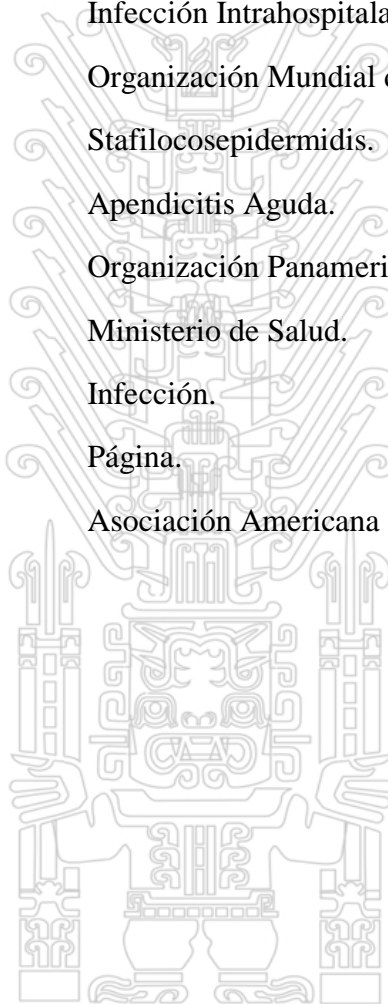 Infección Intrahospitala
Organización Mundial
Stafilocosepidermidis.
Apendicitis Aguda.
Organización Panameri
Ministerio de Salud.
Infección.
Página.
Asociación Americana